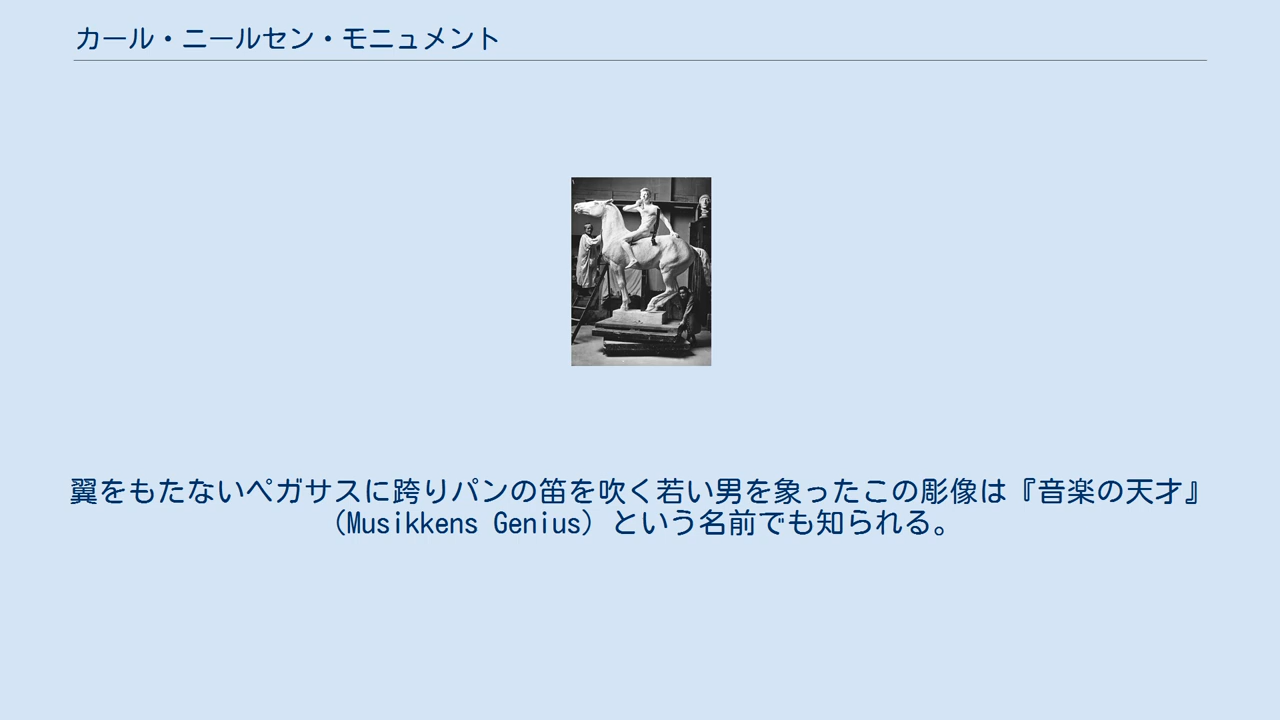 カール・ニールセン・モニュメント
翼をもたないペガサスに跨りパンの笛を吹く若い男を象ったこの彫像は『音楽の天才』
（Musikkens Genius）という名前でも知られる。